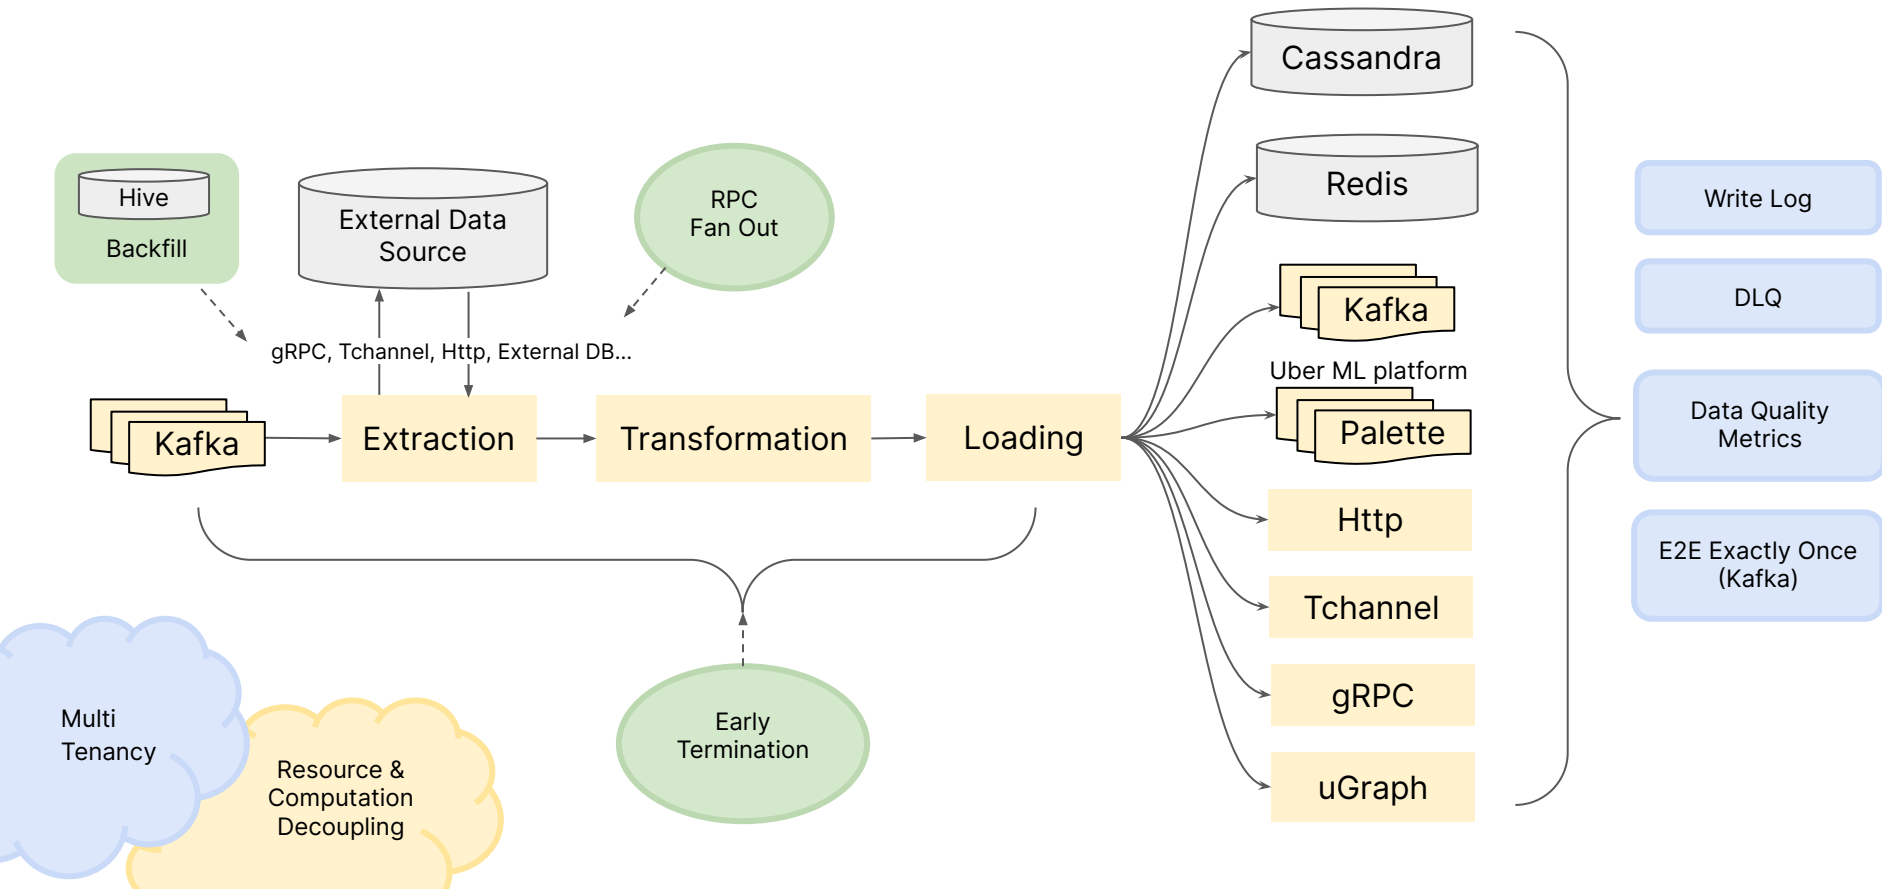 Cassandra
Redis
Kafka
Uber ML platform
Palette
Http
Tchannel
gRPC
uGraph
Hive
Backfill
External Data
Source
RPC
Fan Out
gRPC, Tchannel, Http, External DB...
Kafka
Extraction
Transformation
Loading
Early
Termination
Multi
Tenancy
Resource &
Computation
Decoupling
Write Log
DLQ
Data Quality
Metrics
E2E Exactly Once
(Kafka)